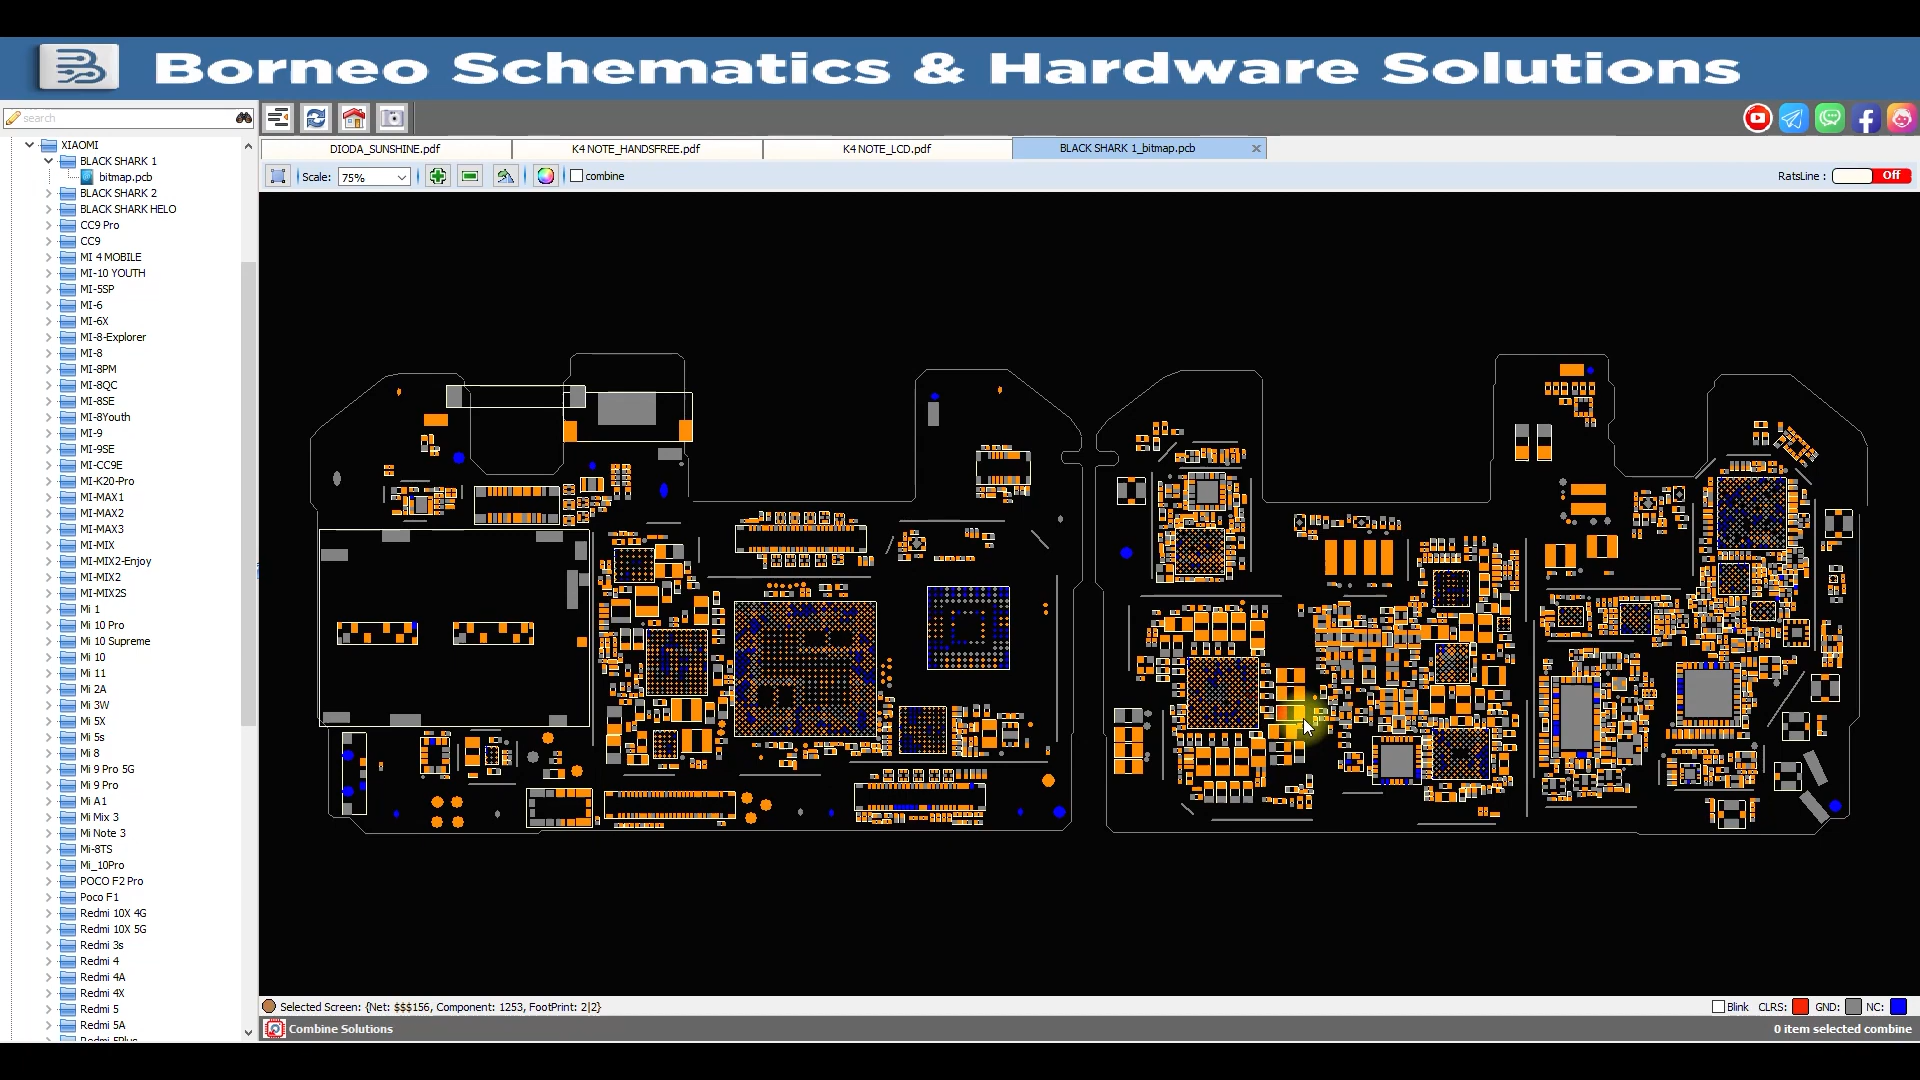 Borneo Schematics & Hardware Solutions
search
DIODA_SUNSHINE.pdf
K4 NOTE_HANDSFREE.pdf
K4 NOTE_LCD.pdf
BLACK SHARK 1_bitmap.pcb
Scale:
75%
combine
RatsLine :
Off
XIAOMI
BLACK SHARK 1
bitmap.pcb
BLACK SHARK 2
BLACK SHARK HELO
CC9 Pro
CC9
MI 4 MOBILE
MI-10 YOUTH
MI-5SP
MI-6
MI-6X
MI-8-Explorer
MI-8
MI-8PM
MI-8QC
MI-8SE
MI-8Youth
MI-9
MI-9SE
MI-CC9E
MI-K20-Pro
MI-MAX1
MI-MAX2
MI-MAX3
MI-MIX
MI-MIX2-Enjoy
MI-MIX2
MI-MIX2S
Mi 1
Mi 10 Pro
Mi 10 Supreme
Mi 10
Mi 11
Mi 2A
Mi 3W
Mi 5X
Mi 5s
Mi 8
Mi 9 Pro 5G
Mi 9 Pro
Mi A1
Mi Mix 3
Mi Note 3
Mi-8TS
Mi_10Pro
POCO F2 Pro
Poco F1
Redmi 10X 4G
Redmi 10X 5G
Redmi 3s
Redmi 4
Redmi 4A
Redmi 4X
Redmi 5
Redmi 5A
Redmi 5Plus
Selected Screen: {Net: $$$156, Component: 1253, FootPrint: 2|2}
Blink
CLRS:
GND:
NC:
Combine Solutions
0 item selected combine